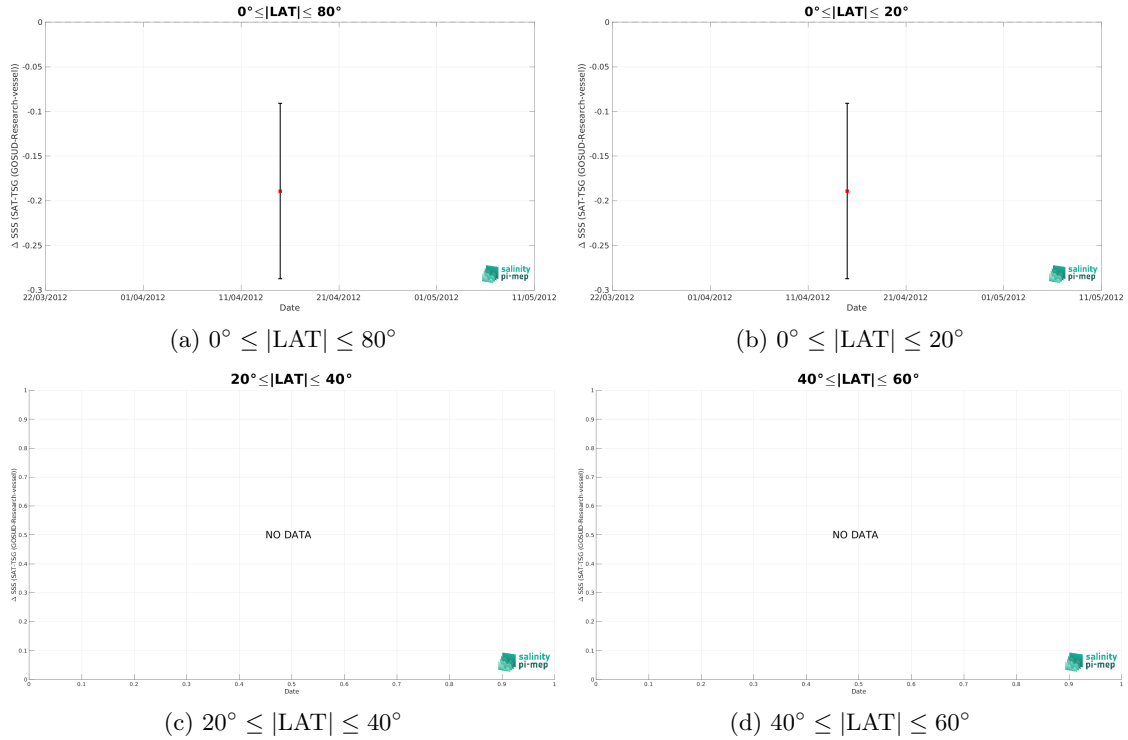 0°≤|LAT|≤ 80°
Δ SSS (SAT-TSG (GOSUD-Research-vessel))
0
-0.05
-0.1
-0.15
-0.2
-0.25
-0.3
22/03/2012 01/04/2012 11/04/2012 21/04/2012 01/05/2012 11/05/2012
Date
salinity
pi-mep
(a) 0° ≤ |LAT| ≤ 80°
0°≤|LAT|≤ 20°
Δ SSS (SAT-TSG (GOSUD-Research-vessel))
0
-0.05
-0.1
-0.15
-0.2
-0.25
-0.3
22/03/2012 01/04/2012 11/04/2012 21/04/2012 01/05/2012 11/05/2012
Date
salinity
pi-mep
(b) 0° ≤ |LAT| ≤ 20°
20°≤|LAT|≤ 40°
Δ SSS (SAT-TSG (GOSUD-Research-vessel))
1
0.9
0.8
0.7
0.6
0.5
0.4
0.3
0.2
0.1
0
NO DATA
0 0.1 0.2 0.3 0.4 0.5 0.6 0.7 0.8 0.9 1
Date
salinity
pi-mep
(c) 20° ≤ |LAT| ≤ 40°
40°≤|LAT|≤ 60°
Δ SSS (SAT-TSG (GOSUD-Research-vessel))
1
0.9
0.8
0.7
0.6
0.5
0.4
0.3
0.2
0.1
0
NO DATA
0 0.1 0.2 0.3 0.4 0.5 0.6 0.7 0.8 0.9 1
Date
salinity
pi-mep
(d) 40° ≤ |LAT| ≤ 60°